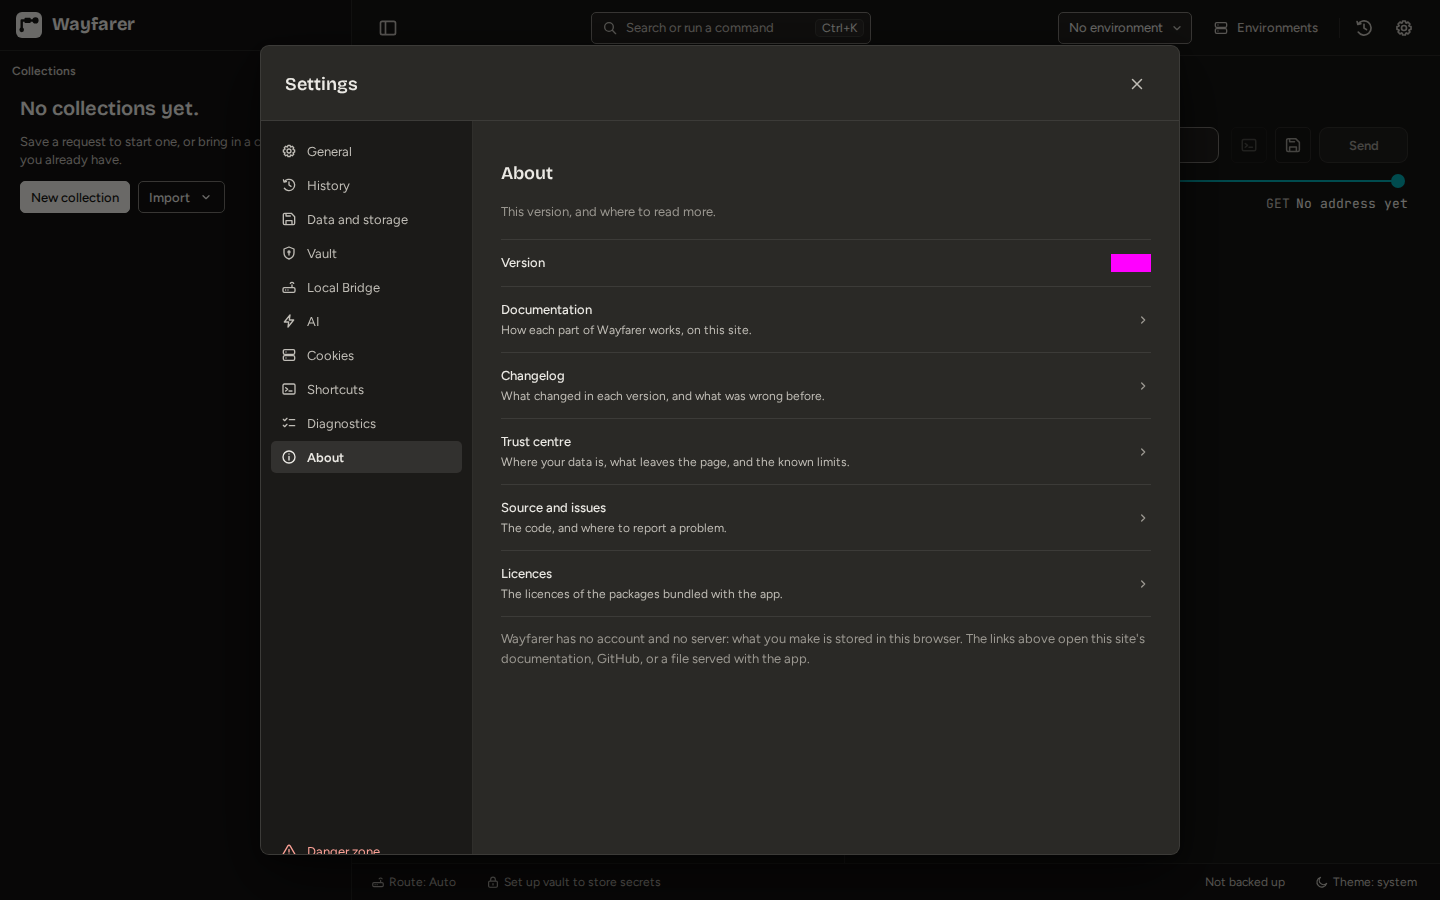 Wayfarer
Search or run a command
Ctrl+K
No environment
Environments
Collections
No collections yet.
Save a request to start one, or bring in a c
you already have.
New collection
Import
Send
GET No address yet
Settings
General
History
Data and storage
Vault
Local Bridge
AI
Cookies
Shortcuts
Diagnostics
About
Danger zone
About
This version, and where to read more.
Version
Documentation
How each part of Wayfarer works, on this site.
Changelog
What changed in each version, and what was wrong before.
Trust centre
Where your data is, what leaves the page, and the known limits.
Source and issues
The code, and where to report a problem.
Licences
The licences of the packages bundled with the app.
Wayfarer has no account and no server: what you make is stored in this browser. The links above open this site's
documentation, GitHub, or a file served with the app.
Route: Auto
Set up vault to store secrets
Not backed up
Theme: system